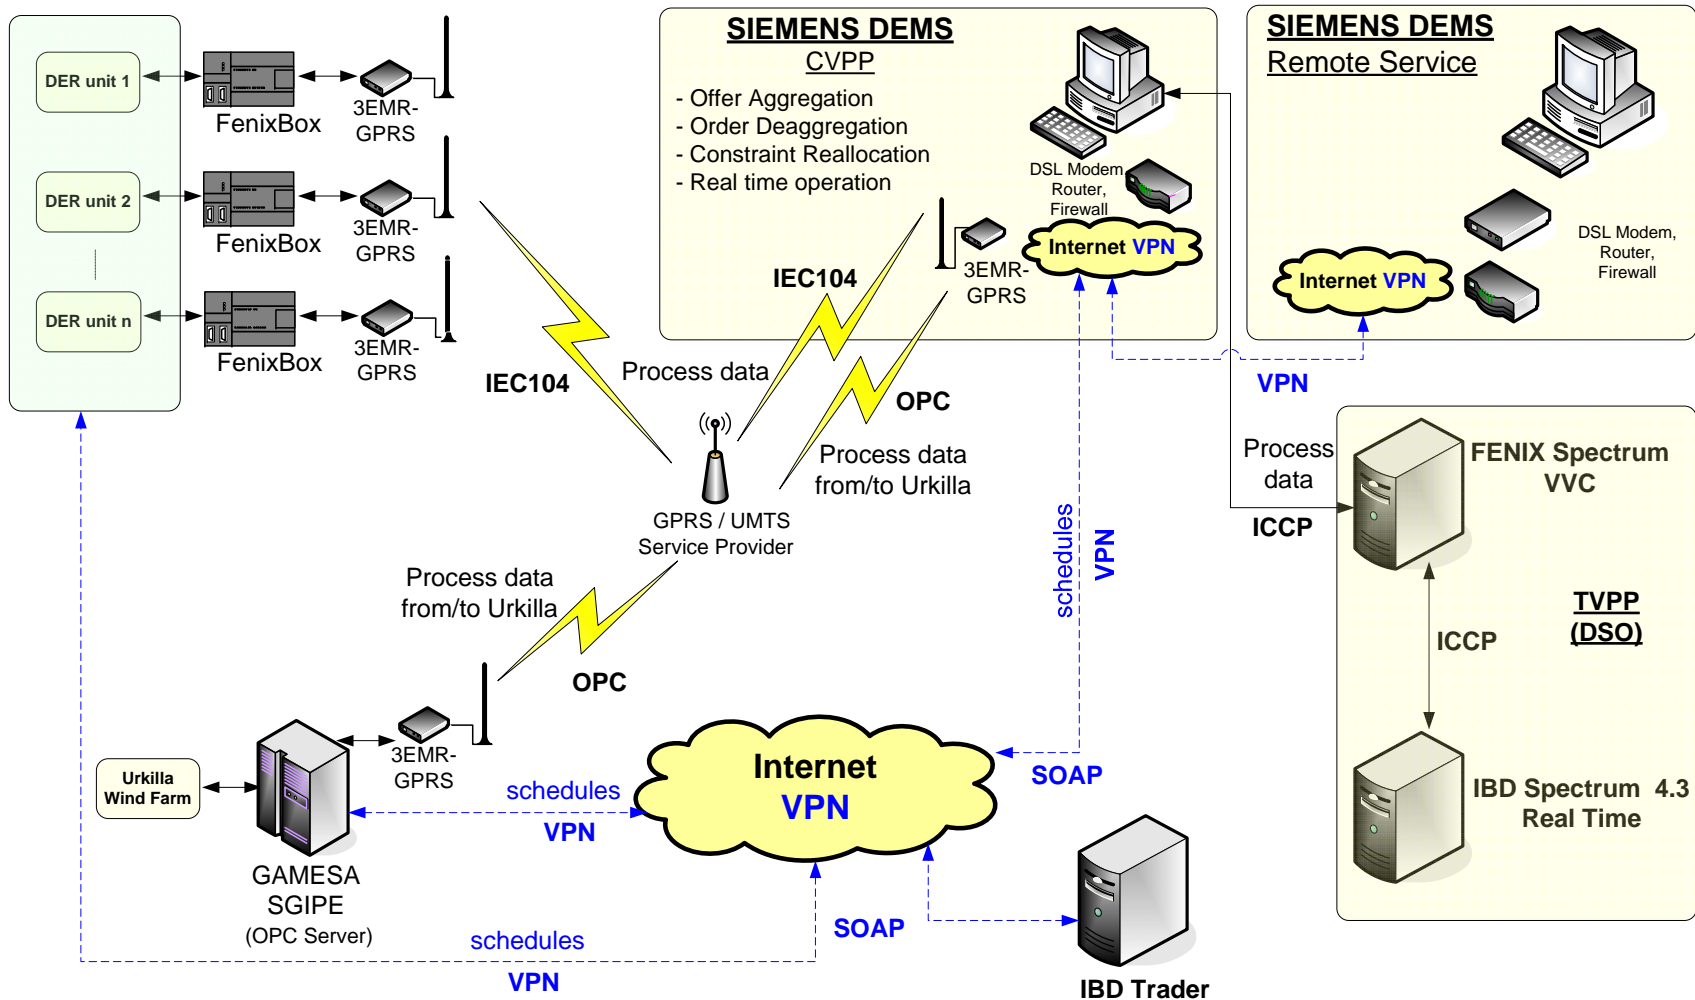 DER unit 1
FenixBox
3EMR-
GPRS
DER unit 2
FenixBox
3EMR-
GPRS
DER unit n
FenixBox
3EMR-
GPRS
SIEMENS DEMS
CVPP
- Offer Aggregation
- Order Deaggregation
- Constraint Reallocation
- Real time operation
DSL Modem,
Router,
Firewall
Internet VPN
3EMR-
GPRS
SIEMENS DEMS
Remote Service
DSL Modem,
Router,
Firewall
Internet VPN
VPN
IEC104
Process data
IEC104
OPC
Process data
from/to Urkilla
GPRS / UMTS
Service Provider
Process data
from/to Urkilla
OPC
schedules
VPN
Process
data
ICCP
FENIX Spectrum
VVC
TVPP
(DSO)
ICCP
IBD Spectrum 4.3
Real Time
3EMR-
GPRS
Urkilla
Wind Farm
GAMESA
SGIPE
(OPC Server)
schedules
VPN
Internet
VPN
SOAP
schedules
VPN
SOAP
IBD Trader